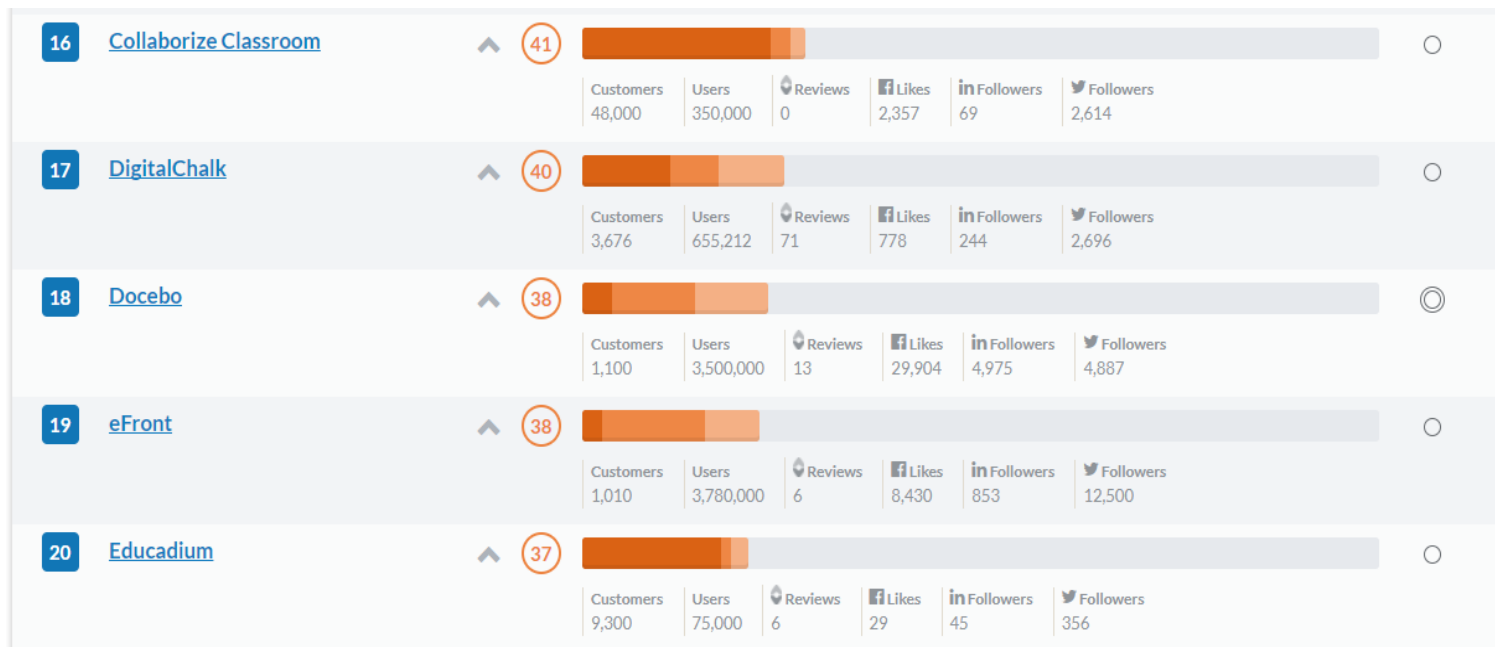 16 Collaborize Classroom 41
Customers Users Reviews Likes in Followers Followers
48,000 350,000 0 2,357 69 2,614
17 DigitalChalk 40
Customers Users Reviews Likes in Followers Followers
3,676 655,212 71 778 244 2,696
18 Docebo 38
Customers Users Reviews Likes in Followers Followers
1,100 3,500,000 13 29,904 4,975 4,887
19 eFront 38
Customers Users Reviews Likes in Followers Followers
1,010 3,780,000 6 8,430 853 12,500
20 Educadium 37
Customers Users Reviews Likes in Followers Followers
9,300 75,000 6 29 45 356